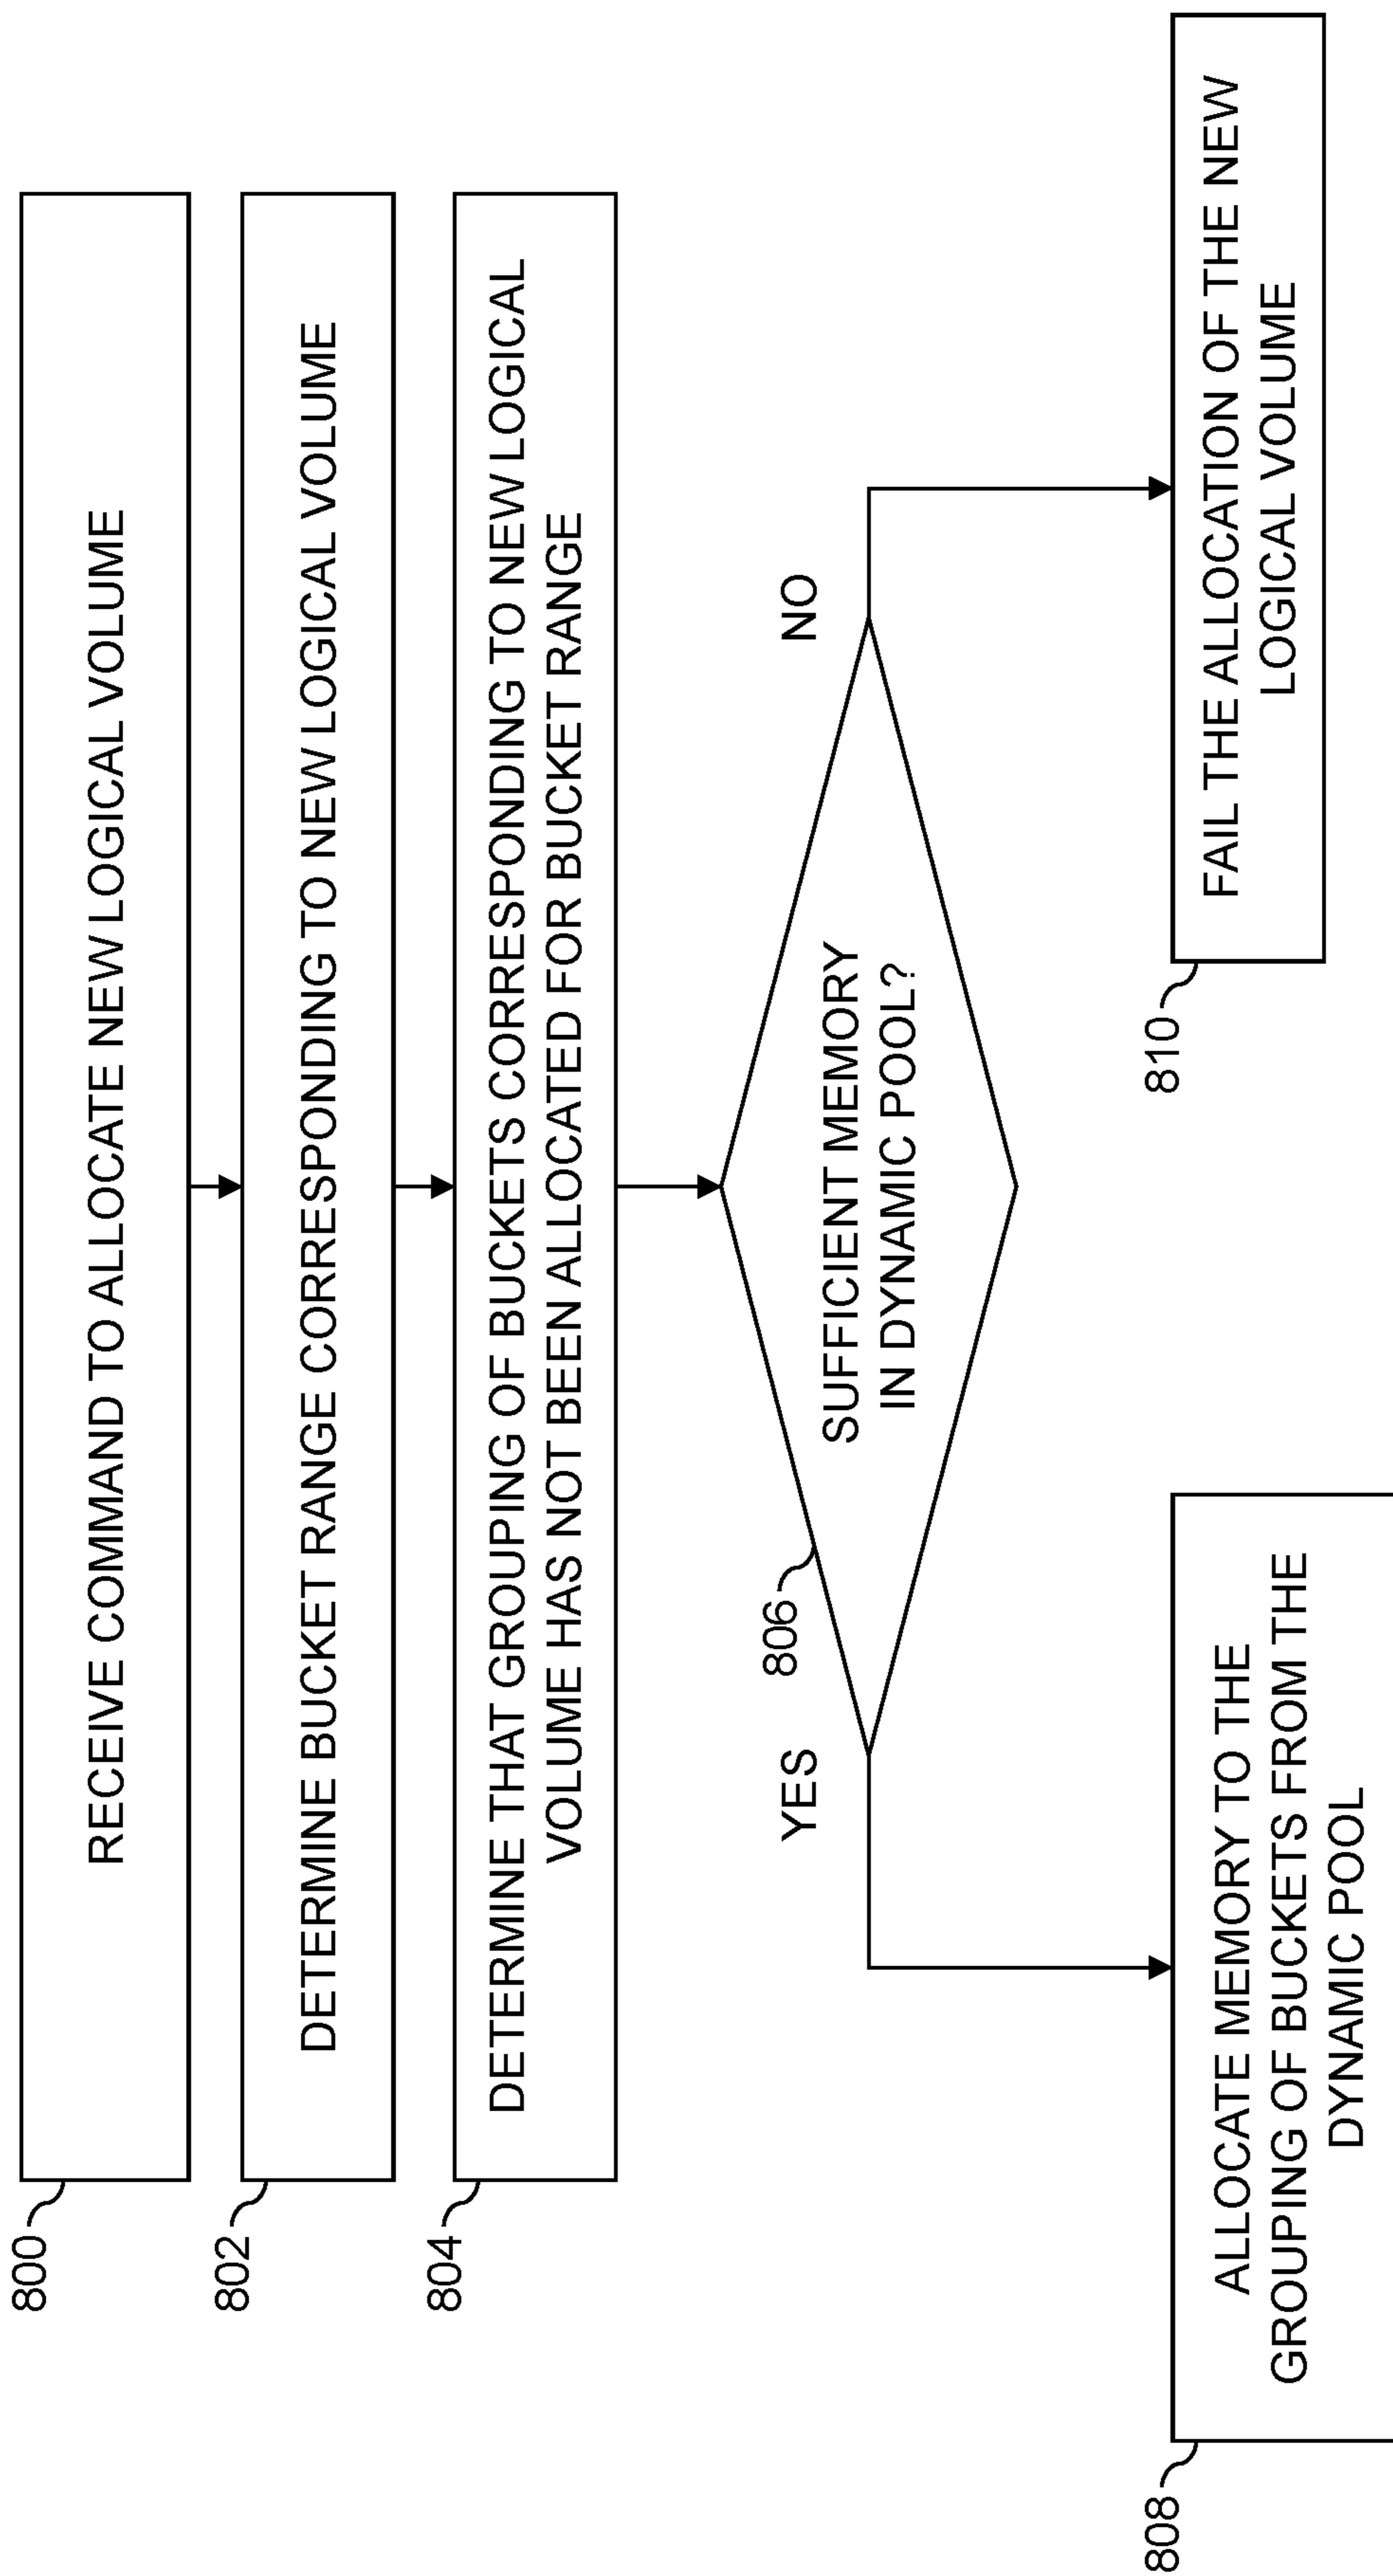 800
RECEIVE COMMAND TO ALLOCATE NEW LOGICAL VOLUME
802
DETERMINE BUCKET RANGE CORRESPONDING TO NEW LOGICAL VOLUME
804
DETERMINE THAT GROUPING OF BUCKETS CORRESPONDING TO NEW LOGICAL
VOLUME HAS NOT BEEN ALLOCATED FOR BUCKET RANGE
806
SUFFICIENT MEMORY
IN DYNAMIC POOL?
YES
NO
808
ALLOCATE MEMORY TO THE
GROUPING OF BUCKETS FROM THE
DYNAMIC POOL
810
FAIL THE ALLOCATION OF THE NEW
LOGICAL VOLUME